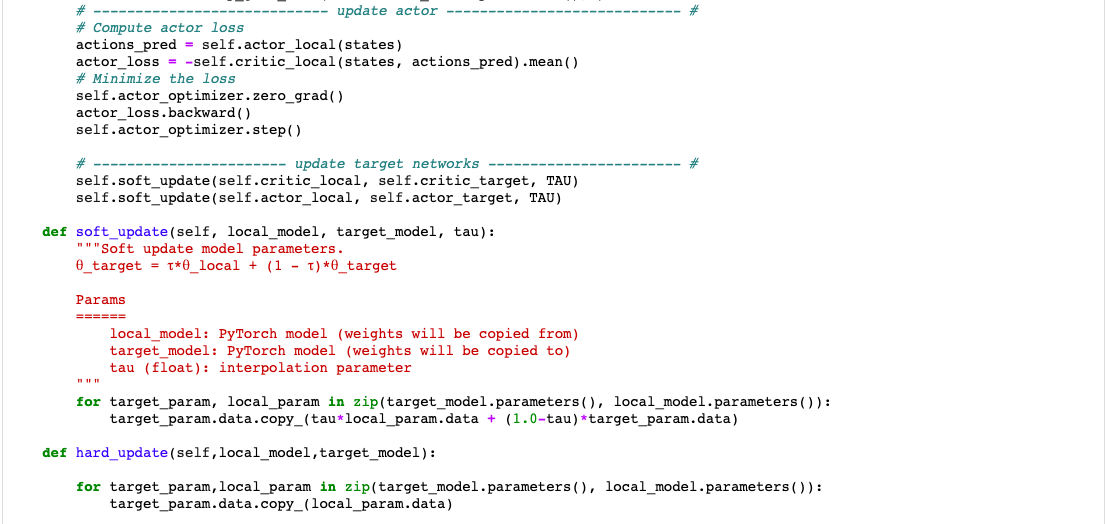 # ---------------------------- update actor ---------------------------- #
# Compute actor loss
actions_pred = self.actor_local(states)
actor_loss = -self.critic_local(states, actions_pred).mean()
# Minimize the loss
self.actor_optimizer.zero_grad()
actor_loss.backward()
self.actor_optimizer.step()
# ----------------------- update target networks ----------------------- #
self.soft_update(self.critic_local, self.critic_target, TAU)
self.soft_update(self.actor_local, self.actor_target, TAU)
def soft_update(self, local_model, target_model, tau):
"""Soft update model parameters.
θ_target = τ*θ_local + (1 - τ)*θ_target
Params
======
local_model: PyTorch model (weights will be copied from)
target_model: PyTorch model (weights will be copied to)
tau (float): interpolation parameter
"""
for target_param, local_param in zip(target_model.parameters(), local_model.parameters()):
target_param.data.copy_(tau*local_param.data + (1.0-tau)*target_param.data)
def hard_update(self,local_model,target_model):
for target_param,local_param in zip(target_model.parameters(), local_model.parameters()):
target_param.data.copy_(local_param.data)